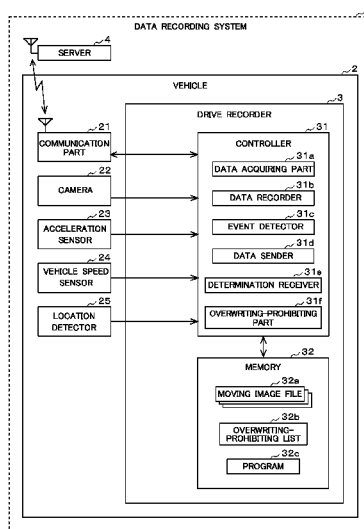 DATA RECORDING SYSTEM
4
SERVER
2
VEHICLE
3
DRIVE RECORDER
21
COMMUNICATION
PART
22
CAMERA
23
ACCELERATION
SENSOR
24
VEHICLE SPEED
SENSOR
25
LOCATION
DETECTOR
31
CONTROLLER
31a
DATA ACQUIRING PART
31b
DATA RECORDER
31c
EVENT DETECTOR
31d
DATA SENDER
31e
DETERMINATION RECEIVER
31f
OVERWRITING-PROHIBITING
PART
32
MEMORY
32a
MOVING IMAGE FILE
32b
OVERWRITING-
PROHIBITING LIST
32c
PROGRAM